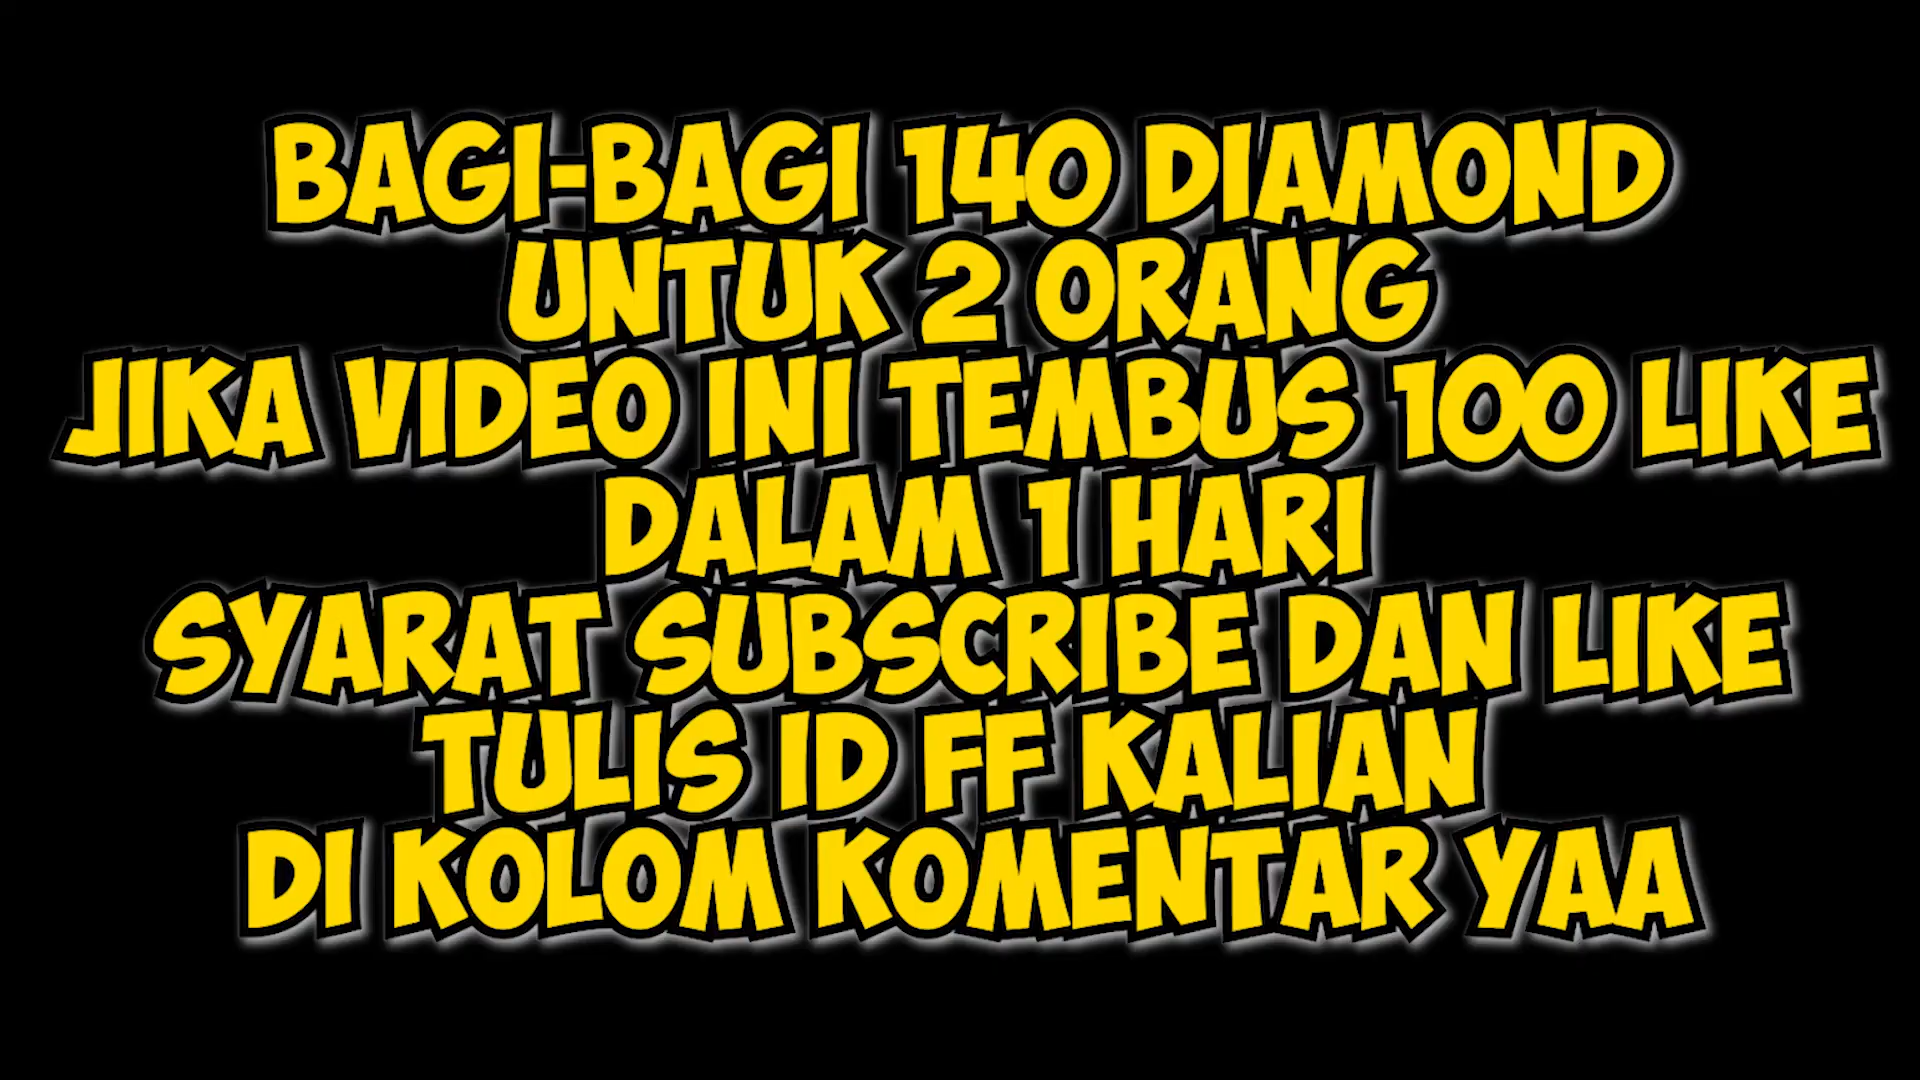 BAGI-BAGI 140 DIAMOND
UNTUK 2 ORANG
JIKA VIDEO INI TEMBUS 100 LIKE
DALAM 1 HARI
SYARAT SUBSCRIBE DAN LIKE
TULIS ID FF KALIAN
DI KOLOM KOMENTAR YAA